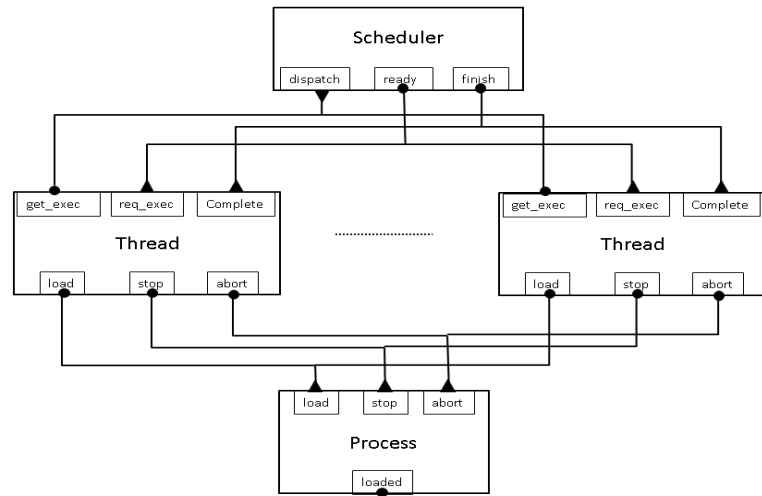 Scheduler
dispatch ready finish
get_exec req_exec Complete
Thread
load stop abort
get_exec req_exec Complete
Thread
load stop abort
load stop abort
Process
loaded